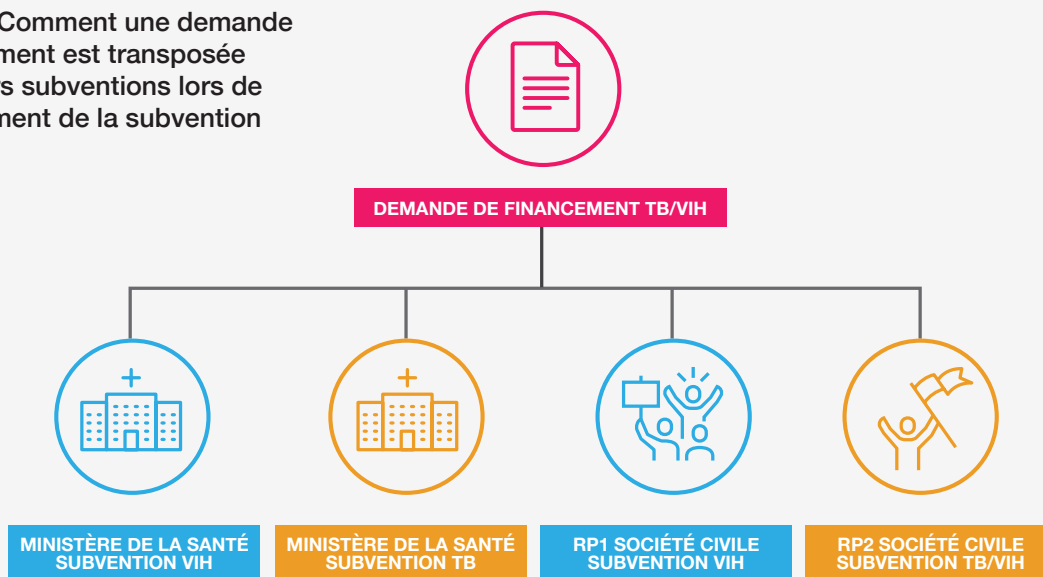 Comment une demande
ment est transposée
rs subventions lors de
ment de la subvention
DEMANDE DE FINANCEMENT TB/VIH
MINISTÈRE DE LA SANTÉ
SUBVENTION VIH
MINISTÈRE DE LA SANTÉ
SUBVENTION TB
RP1 SOCIÉTÉ CIVILE
SUBVENTION VIH
RP2 SOCIÉTÉ CIVILE
SUBVENTION TB/VIH